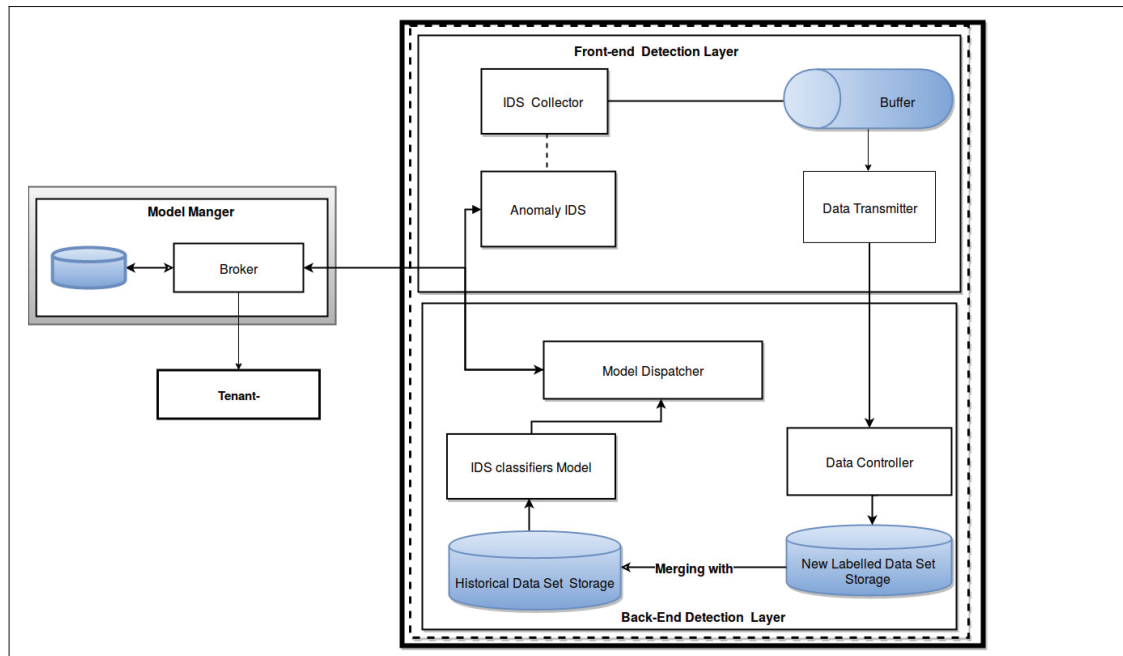 Front-end Detection Layer
IDS Collector
Buffer
Anomaly IDS
Data Transmitter
Model Manger
Broker
Tenant-
Model Dispatcher
IDS classifiers Model
Data Controller
Historical Data Set Storage
Merging with
New Labelled Data Set
Storage
Back-End Detection Layer